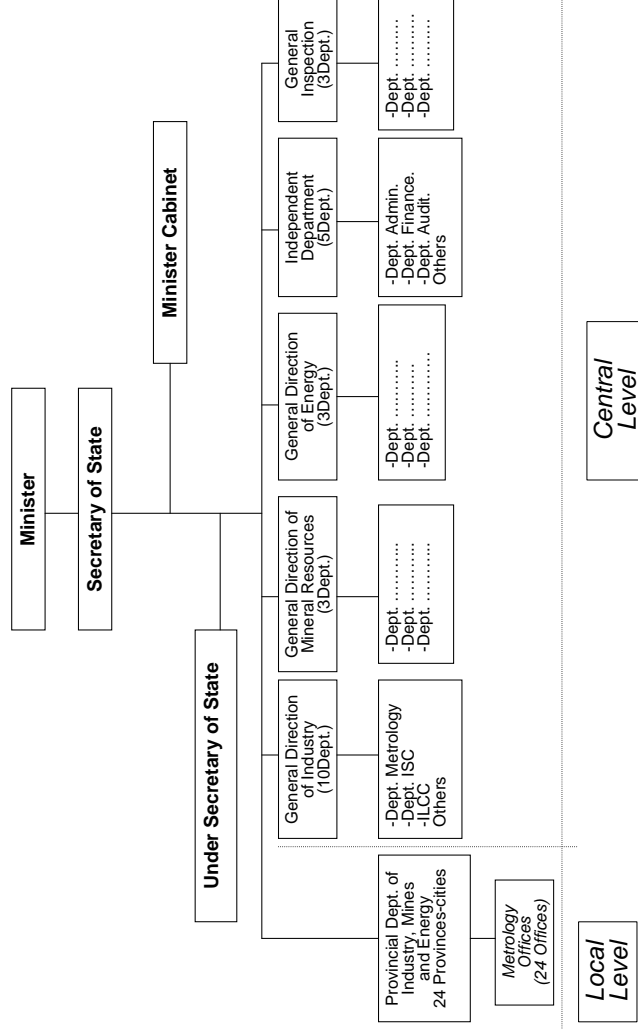 Minister
Secretary of State
Minister Cabinet
Under Secretary of State
General Direction
of Industry
(10Dept.)
General Direction of
Mineral Resources
(3Dept.)
General Direction
of Energy
(3Dept.)
Independent
Department
(5Dept.)
General
Inspection
(3Dept.)
Provincial Dept. of
Industry, Mines
and Energy
24 Provinces-cities
-Dept. Metrology
-Dept. ISC
-ILCC
Others
-Dept. ...........
-Dept. ...........
-Dept. ...........
-Dept. ...........
-Dept. ...........
-Dept. .............
-Dept. Admin.
-Dept. Finance.
-Dept. Audit.
Others
-Dept. ..........
-Dept. ..........
-Dept. ..........
Metrology
Offices
(24 Offices)
Local
Level
Central
Level